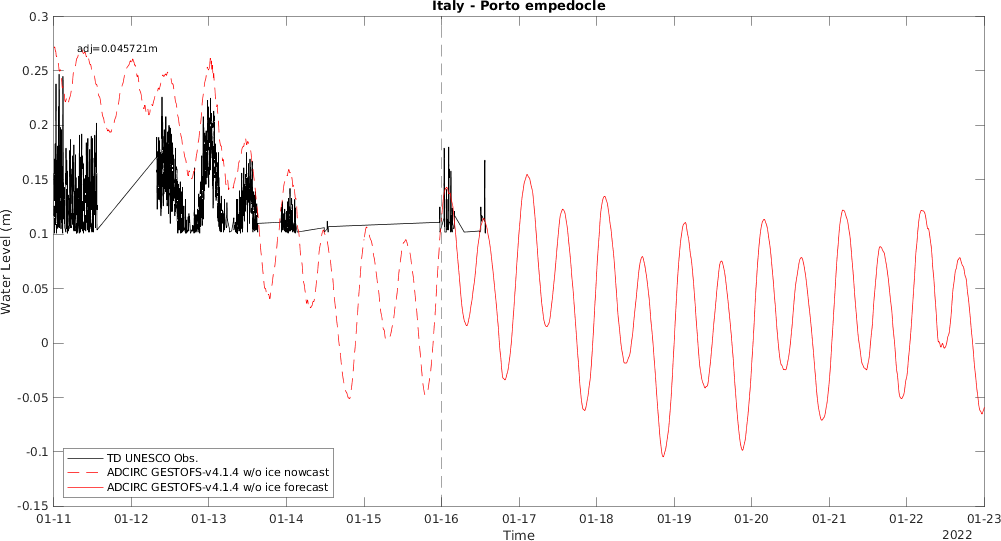 Italy - Porto empedocle
adj=0.045721m
0.3
0.25
0.2
0.15
0.1
0.05
0
-0.05
-0.1
-0.15
Water Level (m)
TD UNESCO Obs.
ADCIRC GESTOFS-v4.1.4 w/o ice nowcast
ADCIRC GESTOFS-v4.1.4 w/o ice forecast
01-11 01-12 01-13 01-14 01-15 01-16 01-17 01-18 01-19 01-20 01-21 01-22 01-23
Time
2022